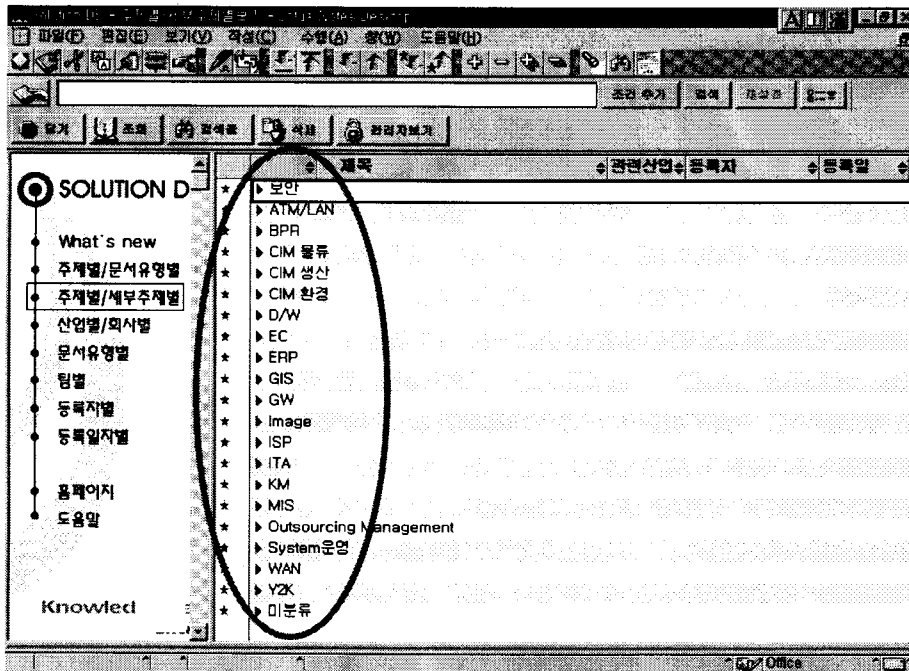 파일(F) 편집(E) 보기(V) 작성(C) 수행(A) 창(W) 도움말(H)
조건 추가 검색
닫기 조회 검색룰 삭제 관리자보기
제목 관련산업 등록자 등록일
SOLUTION D
What's new
주제별/문서유형별
주제별/세부주제별
산업별/회사별
문서유형별
팀별
등록자별
등록일자별
홈페이지
도움말
Knowled
보안
ATM/LAN
BPR
CIM 물류
CIM 생산
CIM 환경
D/W
EC
ERP
GIS
GW
Image
ISP
ITA
KM
MIS
Outsourcing Management
System운영
WAN
Y2K
미분류
Office